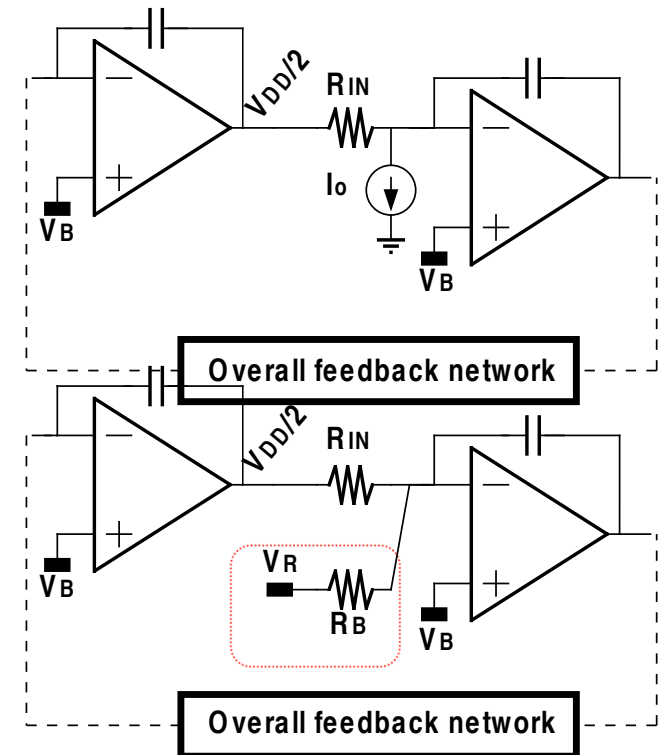 VDD/2
RIN
Io
VB
VB
Overall feedback network
VDD/2
RIN
VR
RB
VB
VB
Overall feedback network